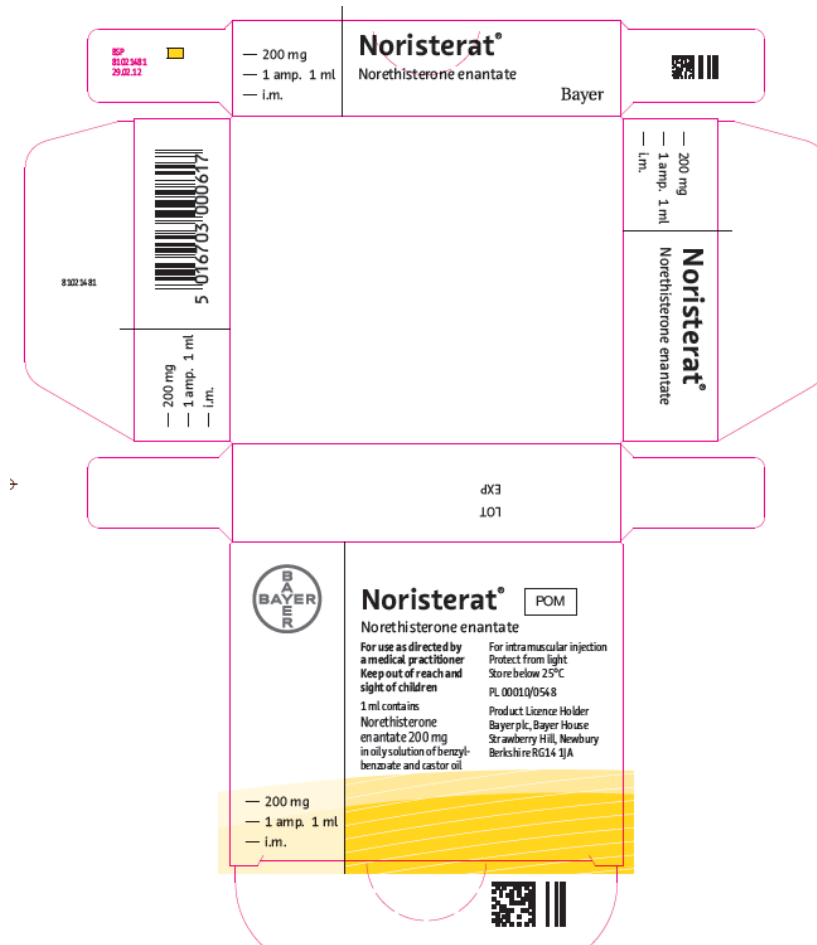 BSP
81021481
29.02.12
— 200 mg
— 1 amp. 1 ml
— i.m.
Noristerat®
Norethisterone enantate
Bayer
5 016703 000617
— 200 mg
— 1 amp. 1 ml
— i.m.
81021481
— 200 mg
— 1 amp. 1 ml
— i.m.
Noristerat®
Norethisterone enantate
LOT
EXP
BAYER
BAYER
Noristerat®
POM
Norethisterone enantate
For use as directed by
a medical practitioner
Keep out of reach and
sight of children
1 ml contains
Norethisterone
enantate 200 mg
in oily solution of benzyl-
benzoate and castor oil
For intramuscular injection
Protect from light
Store below 25°C
PL 00010/0548
Product Licence Holder
Bayer plc, Bayer House
Strawberry Hill, Newbury
Berkshire RG14 1JA
— 200 mg
— 1 amp. 1 ml
— i.m.